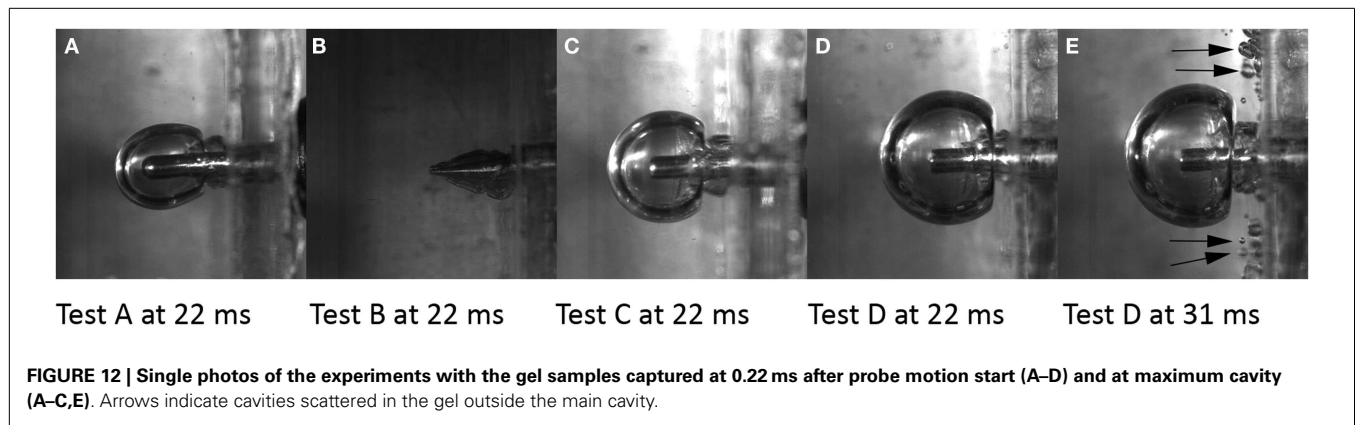 A B C D E
Test A at 22 ms Test B at 22 ms Test C at 22 ms Test D at 22 ms Test D at 31 ms
FIGURE 12 | Single photos of the experiments with the gel samples captured at 0.22 ms after probe motion start (A–D) and at maximum cavity
(A–C,E). Arrows indicate cavities scattered in the gel outside the main cavity.